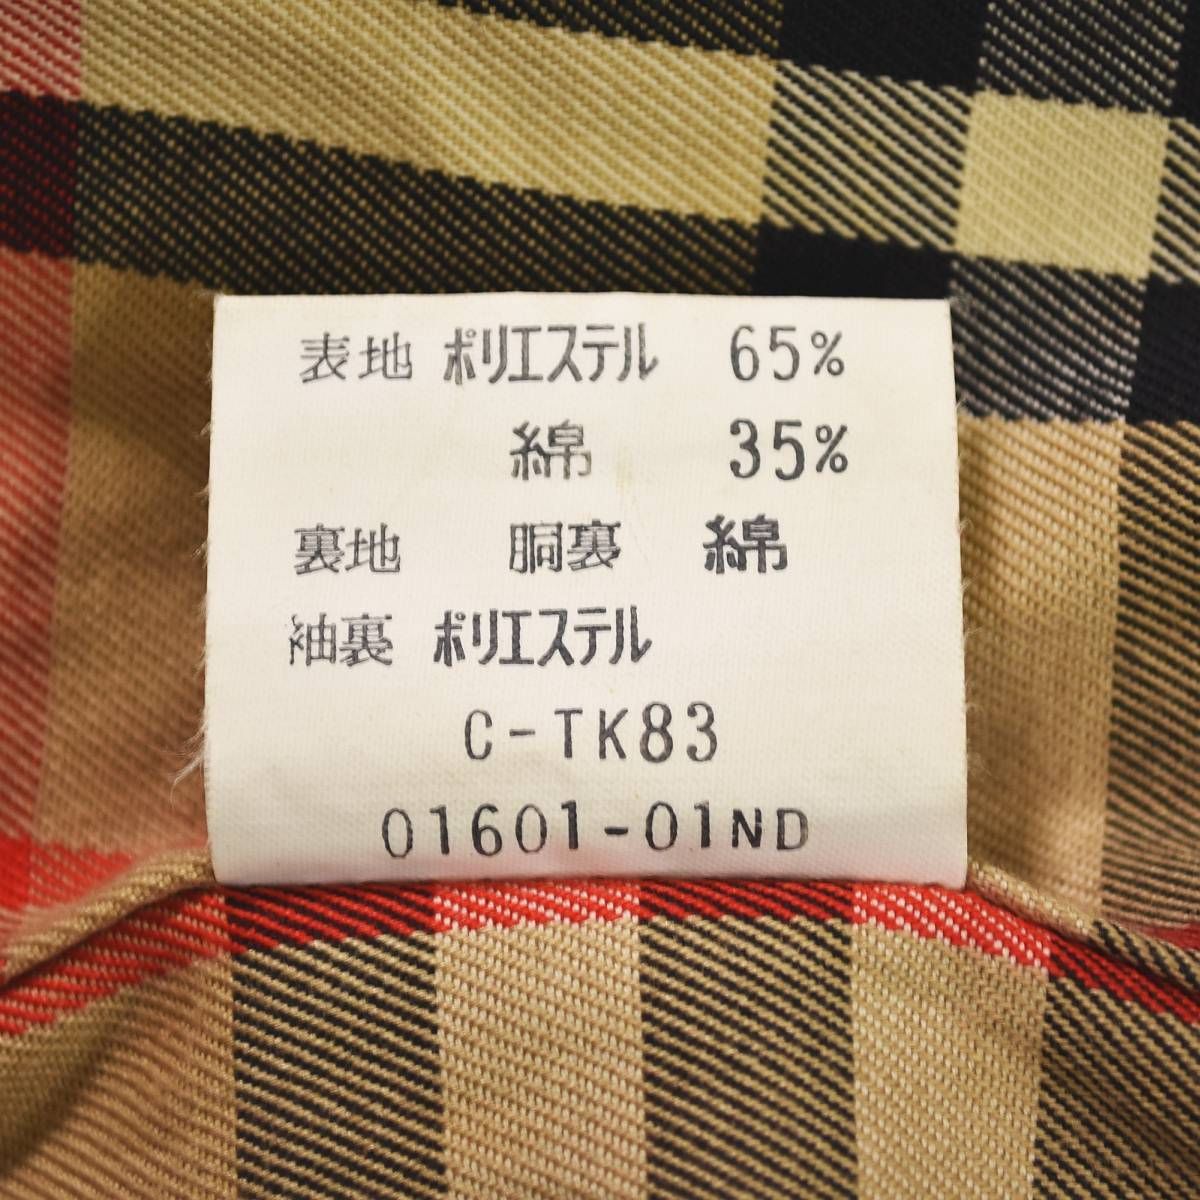 表地 ポリエステル 65%
綿 35%
裏地 胴裏 綿
袖裏 ポリエステル
C-TK83
01601-01ND